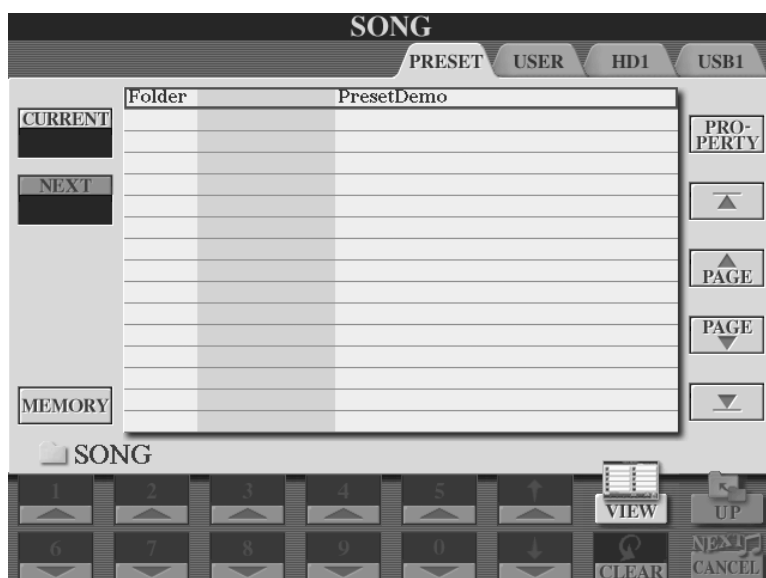 SONG
PRESET USER HD1 USB1
Folder PresetDemo
CURRENT
PRO-
PERTY
NEXT
PAGE
PAGE
MEMORY
SONG
1 2 3 4 5
VIEW UP
6 7 8 9 0
CLEAR
NEXT
CANCEL